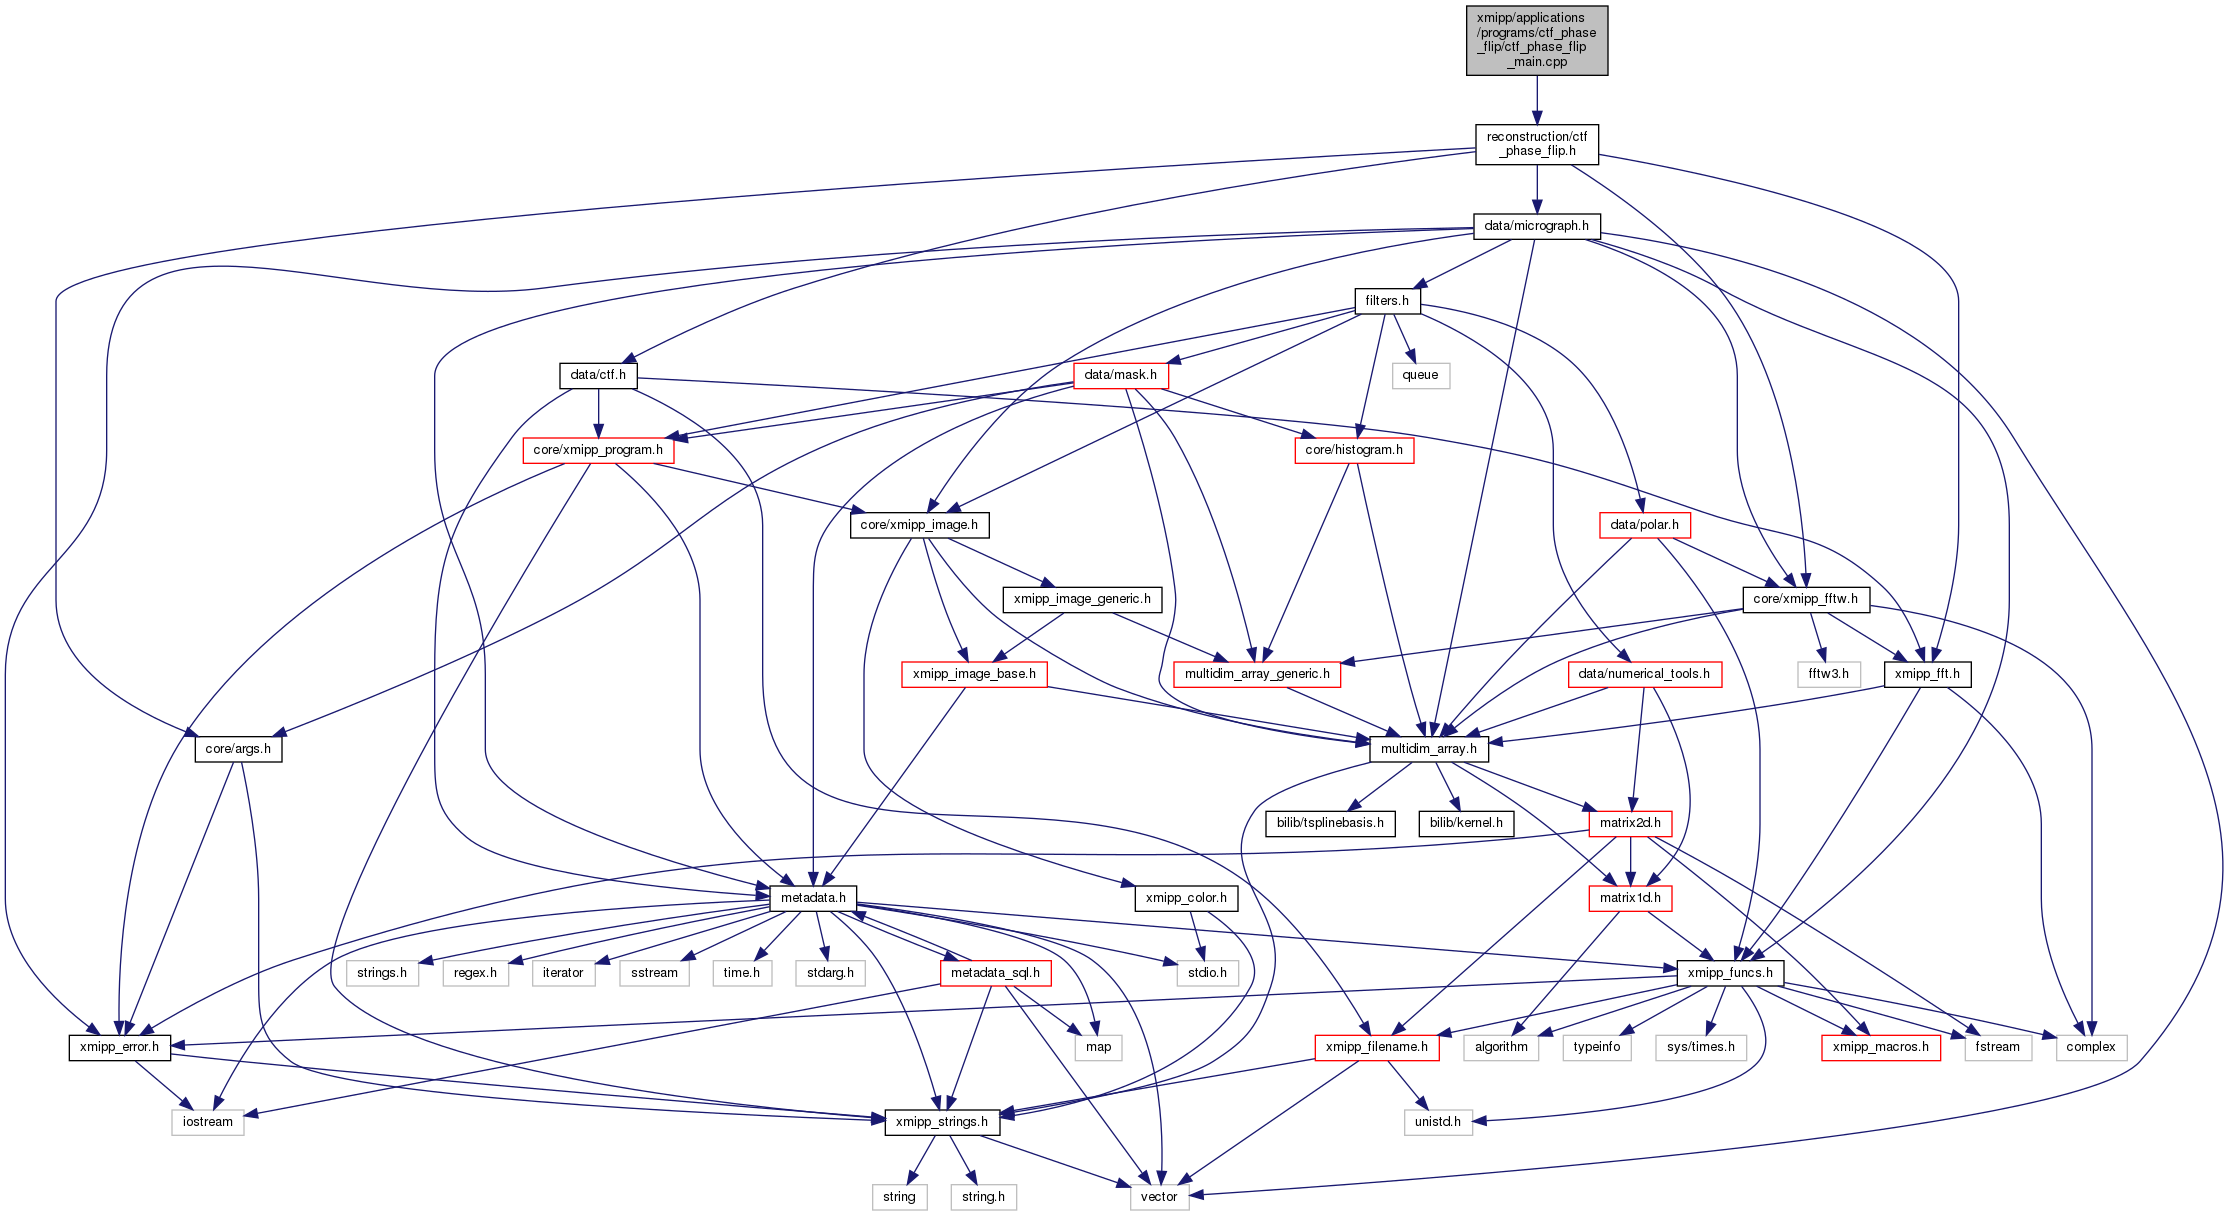 xmipp/applications
/programs/ctf_phase
_flip/ctf_phase_flip
_main.cpp
reconstruction/ctf
_phase_flip.h
data/micrograph.h
filters.h
data/ctf.h
data/mask.h
queue
core/xmipp_program.h
core/histogram.h
core/xmipp_image.h
data/polar.h
xmipp_image_generic.h
core/xmipp_fftw.h
xmipp_image_base.h
multidim_array_generic.h
data/numerical_tools.h
fftw3.h
xmipp_fft.h
core/args.h
multidim_array.h
bilib/tsplinebasis.h
bilib/kernel.h
matrix2d.h
metadata.h
xmipp_color.h
matrix1d.h
strings.h
regex.h
iterator
sstream
time.h
stdarg.h
metadata_sql.h
stdio.h
xmipp_funcs.h
xmipp_error.h
map
xmipp_filename.h
algorithm
typeinfo
sys/times.h
xmipp_macros.h
fstream
complex
iostream
xmipp_strings.h
unistd.h
string
string.h
vector